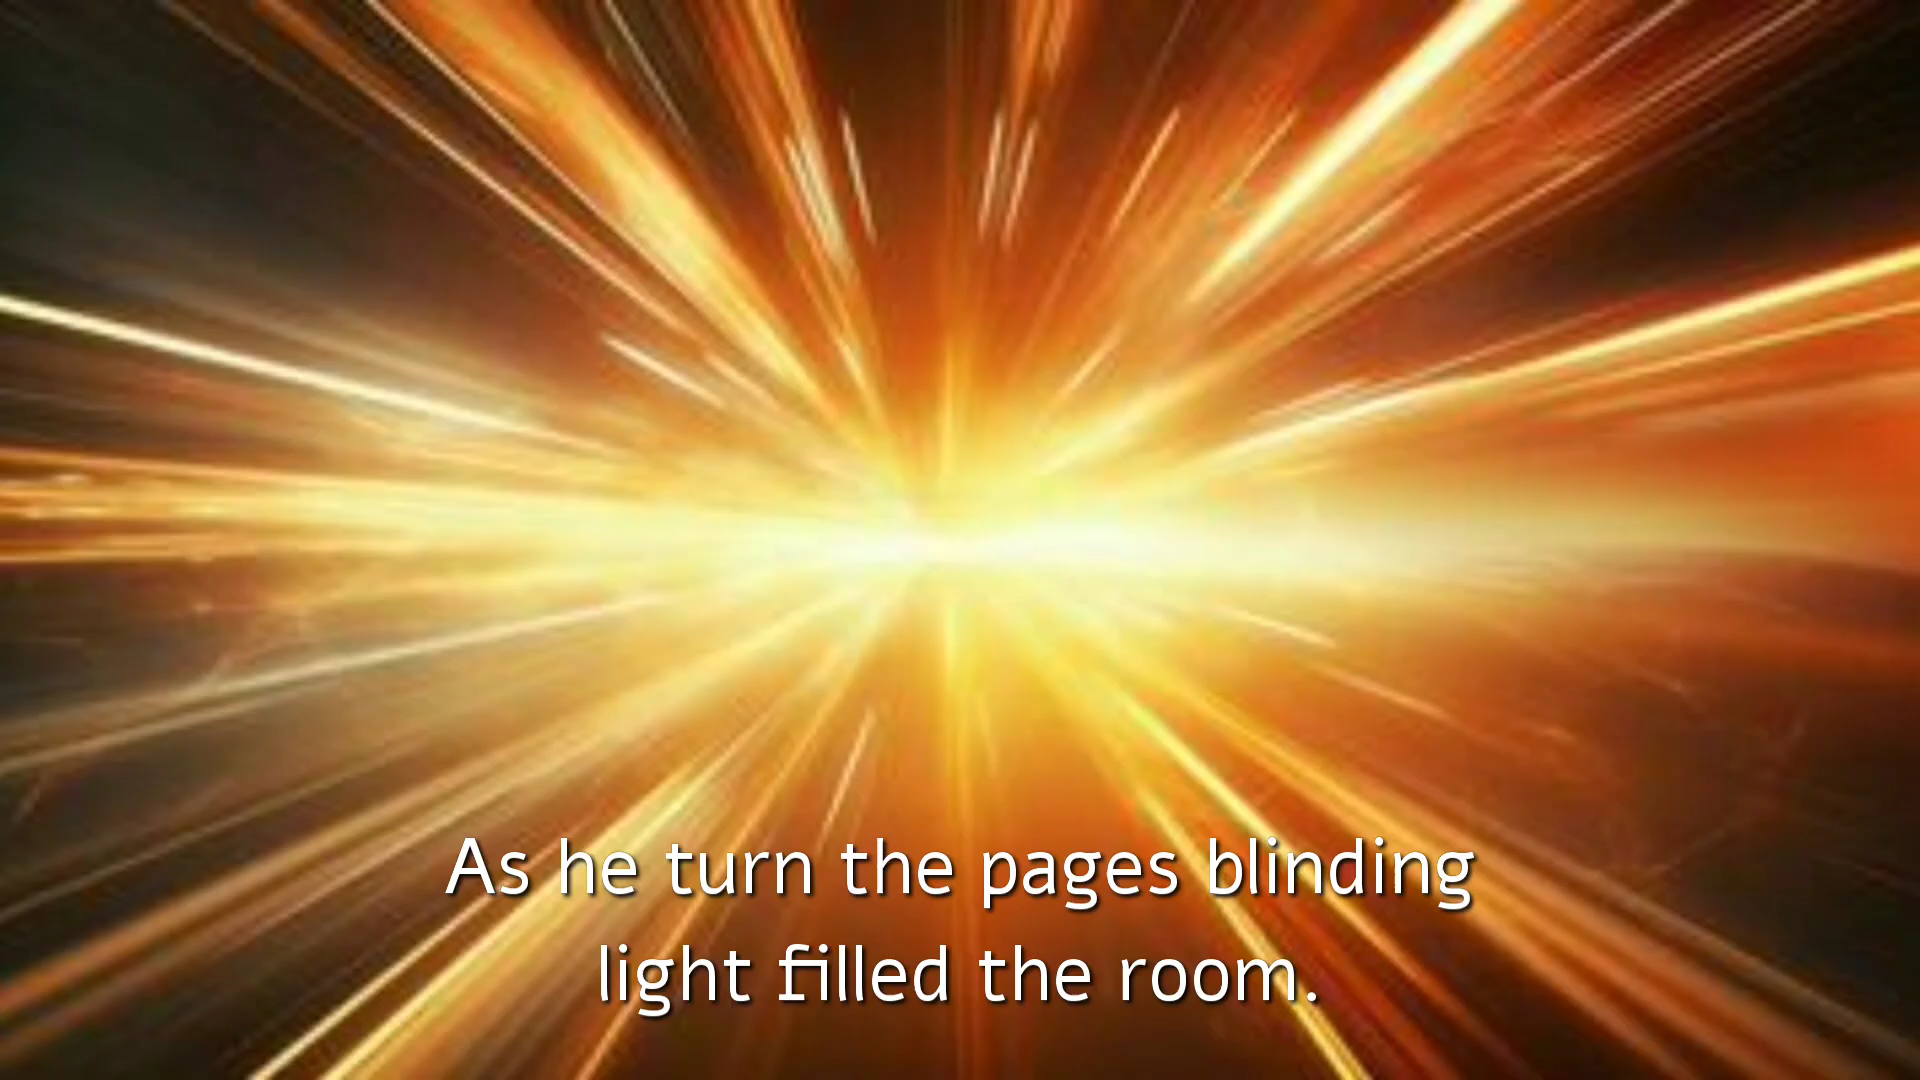 As he turn the pages blinding
light filled the room.